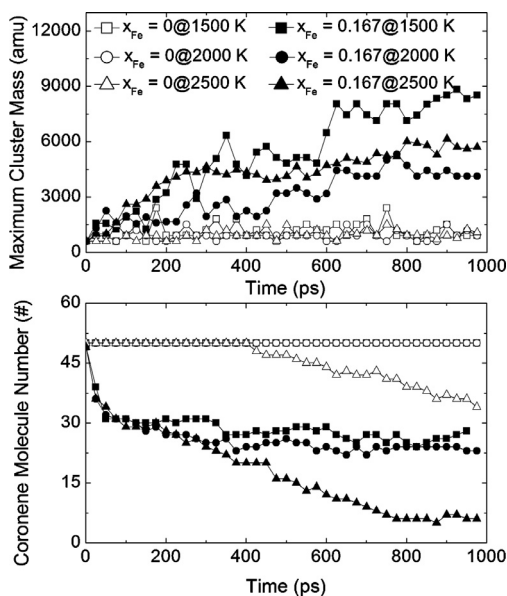 x_Fe = 0@1500 K x_Fe = 0.167@1500 K
x_Fe = 0@2000 K x_Fe = 0.167@2000 K
x_Fe = 0@2500 K x_Fe = 0.167@2500 K
Maximum Cluster Mass (amu)
12000
9000
6000
3000
0
0 200 400 600 800 1000
Time (ps)
Coronene Molecule Number (#)
60
45
30
15
0
0 200 400 600 800 1000
Time (ps)